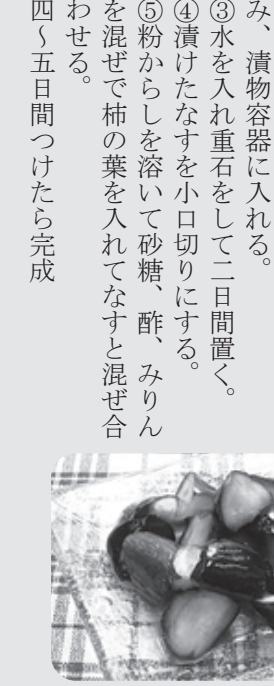 み、漬物容器に入れる。
③水を入れ重石をして二日間置く。
④漬けたなすを小口切りにする。
⑤粉からしを溶いて砂糖、酢、みりん
を混ぜで柿の葉を入れてなすと混ぜ合
わせる。
四～五日間つけたら完成